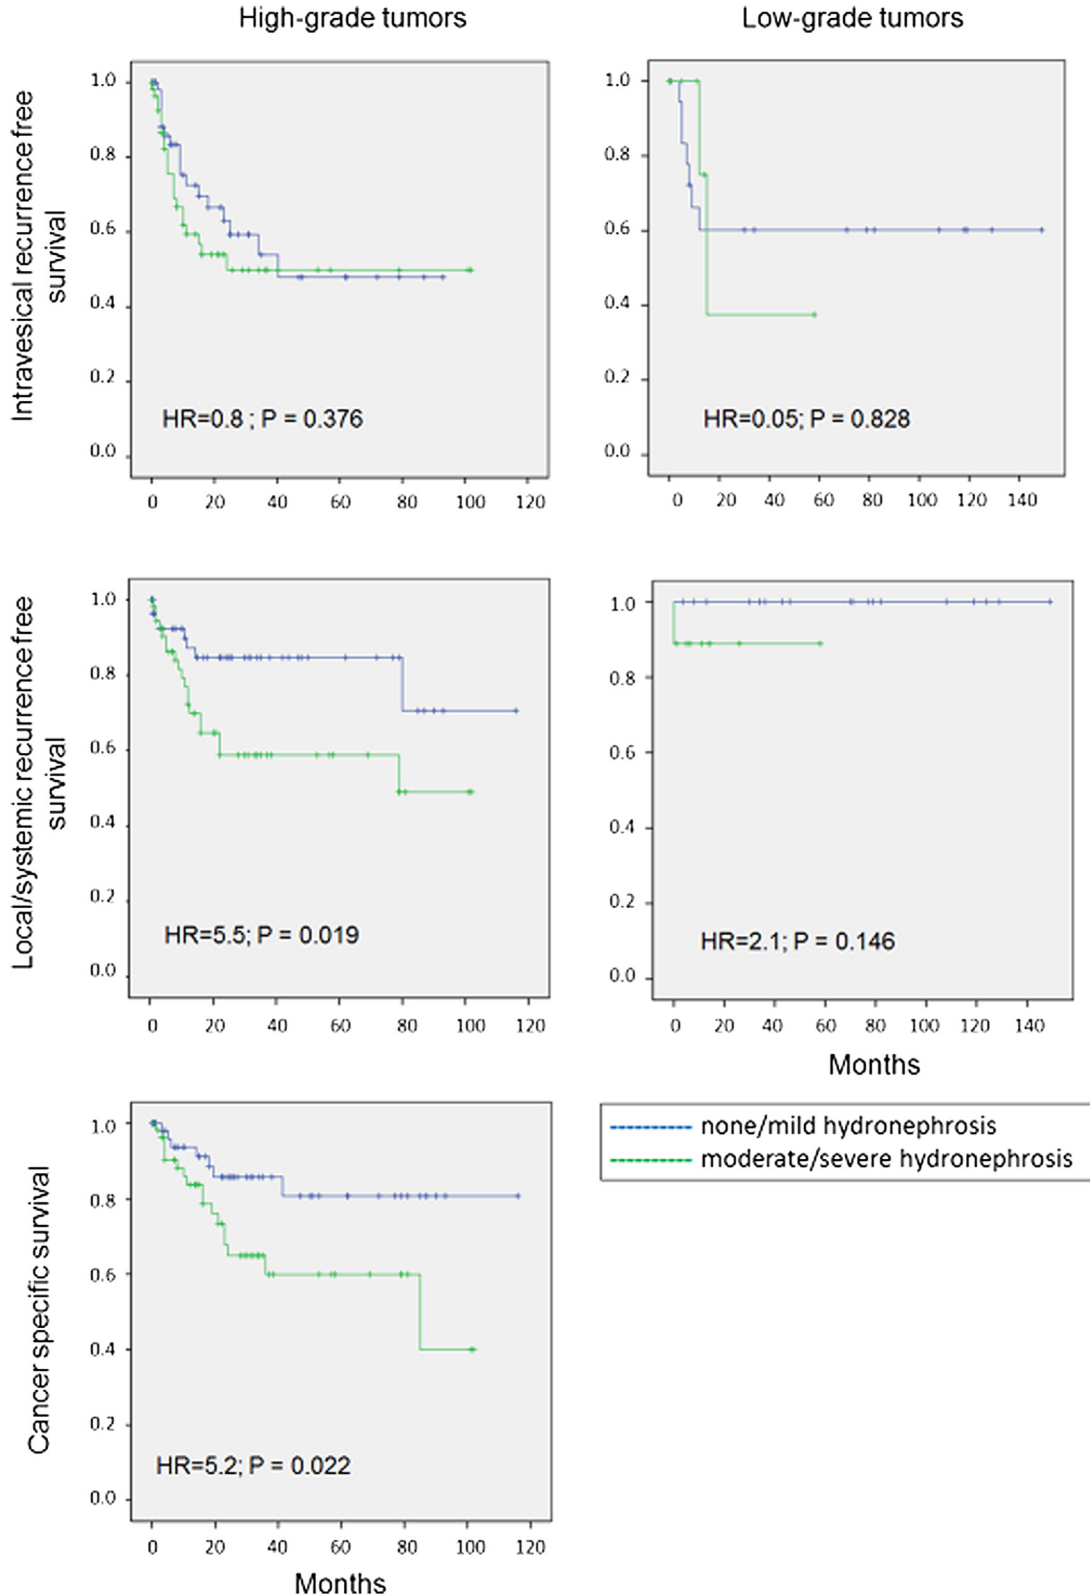 High-grade tumors
Low-grade tumors
Intravesical recurrencefree
survival
1.0
0.8
0.6
0.4
0.2
0.0
HR=0.8 ; P = 0.376
0 20 40 60 80 100 120
1.0
0.8
0.6
0.4
0.2
0.0
HR=0.05; P = 0.828
0 20 40 60 80 100 120 140
Local/systemic recurrencefree
survival
1.0
0.8
0.6
0.4
0.2
0.0
HR=5.5; P = 0.019
0 20 40 60 80 100 120
1.0
0.8
0.6
0.4
0.2
0.0
HR=2.1; P = 0.146
0 20 40 60 80 100 120 140
Months
Cancer specific survival
1.0
0.8
0.6
0.4
0.2
0.0
HR=5.2; P = 0.022
0 20 40 60 80 100 120
Months
none/mild hydronephrosis
moderate/severe hydronephrosis